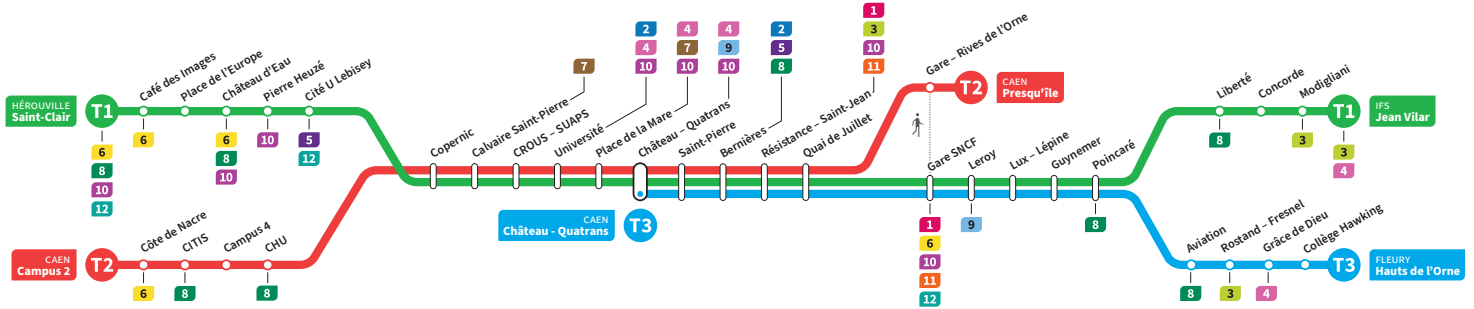 HÉROUVILLE
Saint-Clair
T1
6
8
10
12
Café des Images
6
Place de l'Europe
Château d'Eau
6
8
10
Pierre Heuzé
10
Cité U Lebisey
5
12
CAEN
Campus 2
T2
Côte de Nacre
6
CITIS
8
Campus 4
CHU
8
Copernic
Calvaire Saint-Pierre
7
CROUS – SUAPS
Université
2
4
10
Place de la Mare
4
7
10
Château – Quatrans
4
9
10
CAEN
Château - Quatrans
T3
Saint-Pierre
Bernières
2
5
8
Résistance – Saint-Jean
1
3
10
11
Quai de Juillet
Gare – Rives de l'Orne
T2
CAEN
Presqu'île
Gare SNCF
1
6
10
11
12
Leroy
9
Lux – Lépine
Guynemer
Poincaré
8
Liberté
8
Concorde
Modigliani
3
T1
3
4
IFS
Jean Vilar
Aviation
8
Rostand – Fresnel
3
Grâce de Dieu
4
Collège Hawking
T3
FLEURY
Hauts de l'Orne